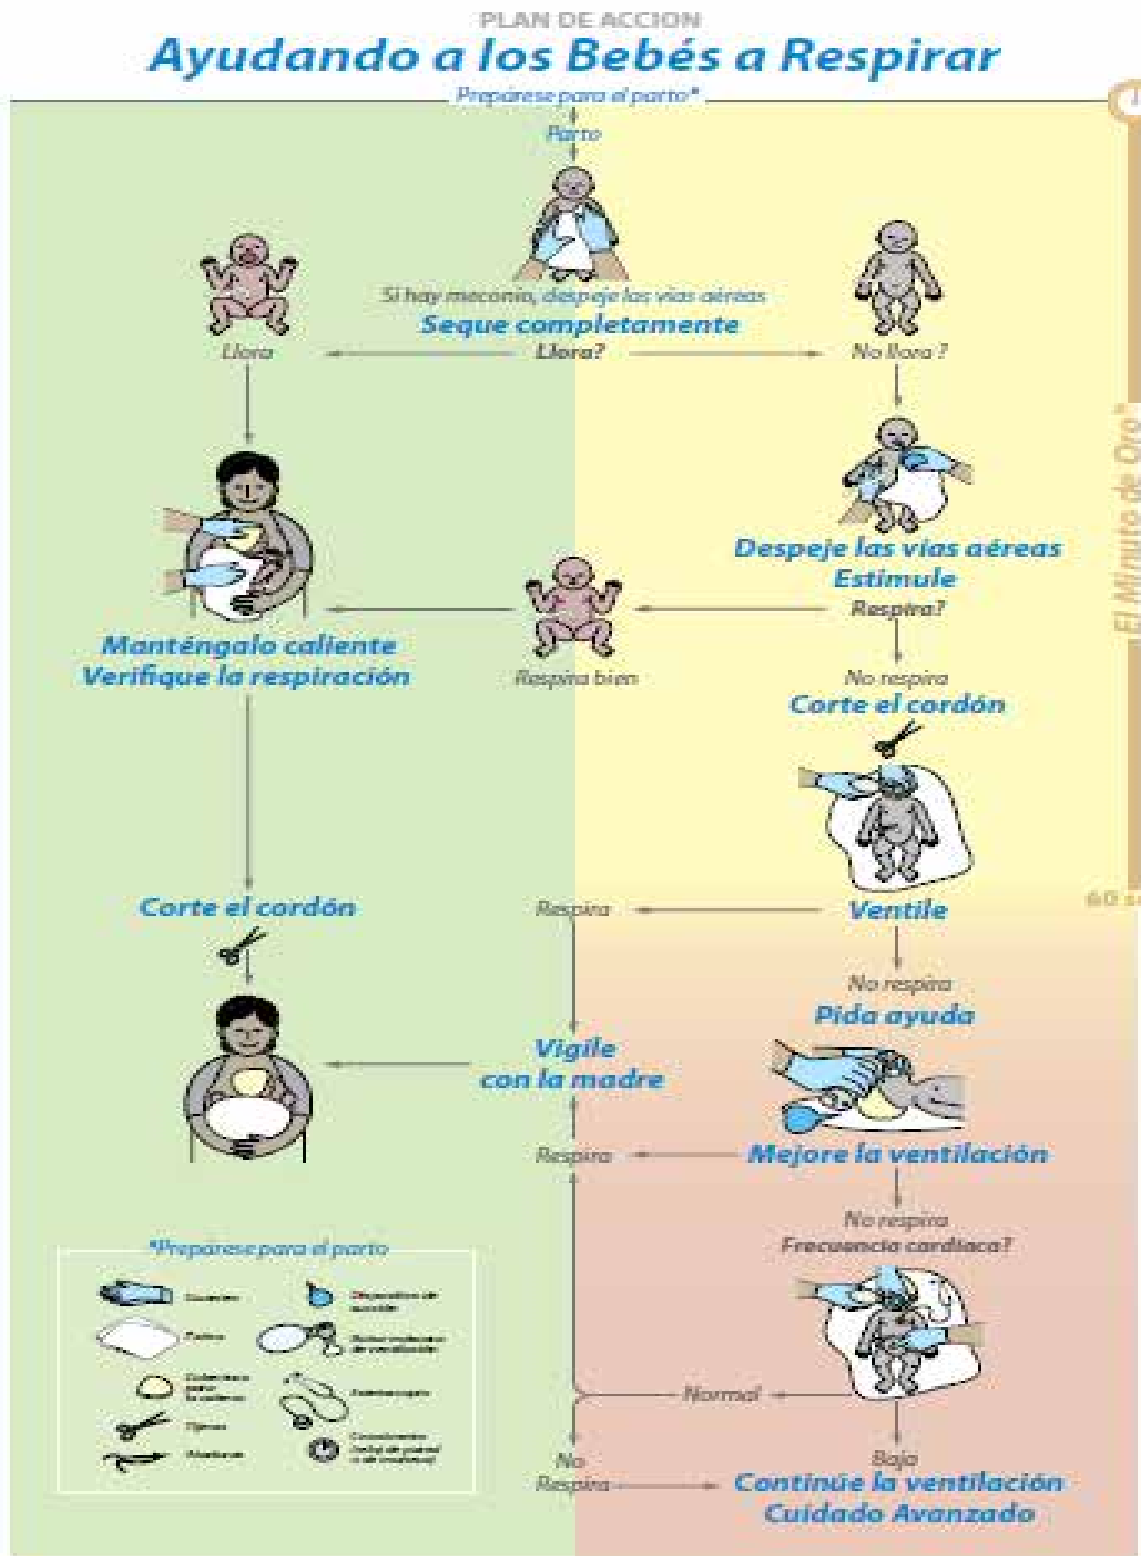 PLAN DE ACCION
Ayudando a los Bebés a Respirar
Prepárese para el parto*
Parto
Si hay meconio, despeje las vías aéreas
Seque completamente
Llora
Llora?
No llora ?
Despeje las vías aéreas
Estimule
Respira?
Manténgalo caliente
Verifique la respiración
Respira bien
No respira
Corte el cordón
El Minuto de Oro®
Corte el cordón
Respira
Ventile
60
No respira
Pida ayuda
Vigile
con la madre
Respira
Mejore la ventilación
No respira
Frecuencia cardíaca?
*Prepárese para el parto
Tijeras
Normal
No
Respira
Baja
Continúe la ventilación
Cuidado Avanzado